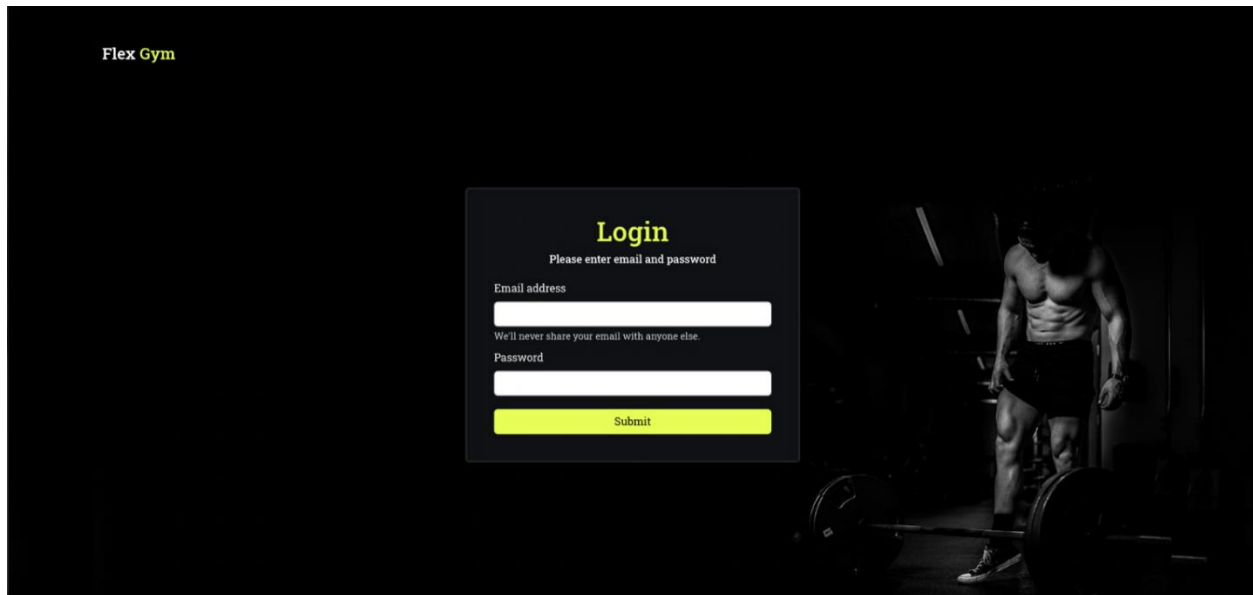 Flex Gym
Login
Please enter email and password
Email address
We'll never share your email with anyone else.
Password
Submit